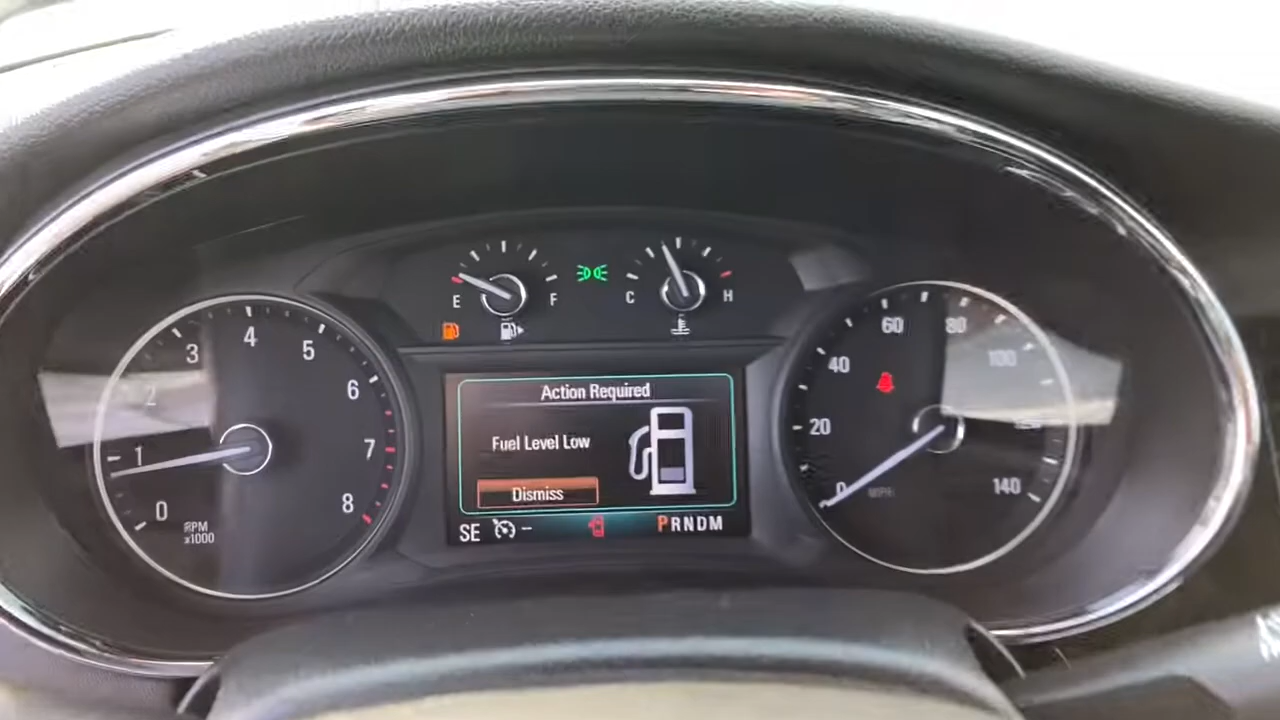 E F
C H
0
1
2
3
4
5
6
7
8
RPM
x1000
Action Required
Fuel Level Low
Dismiss
SE --
PRNDM
0
20
40
60
80
100
140
MPH